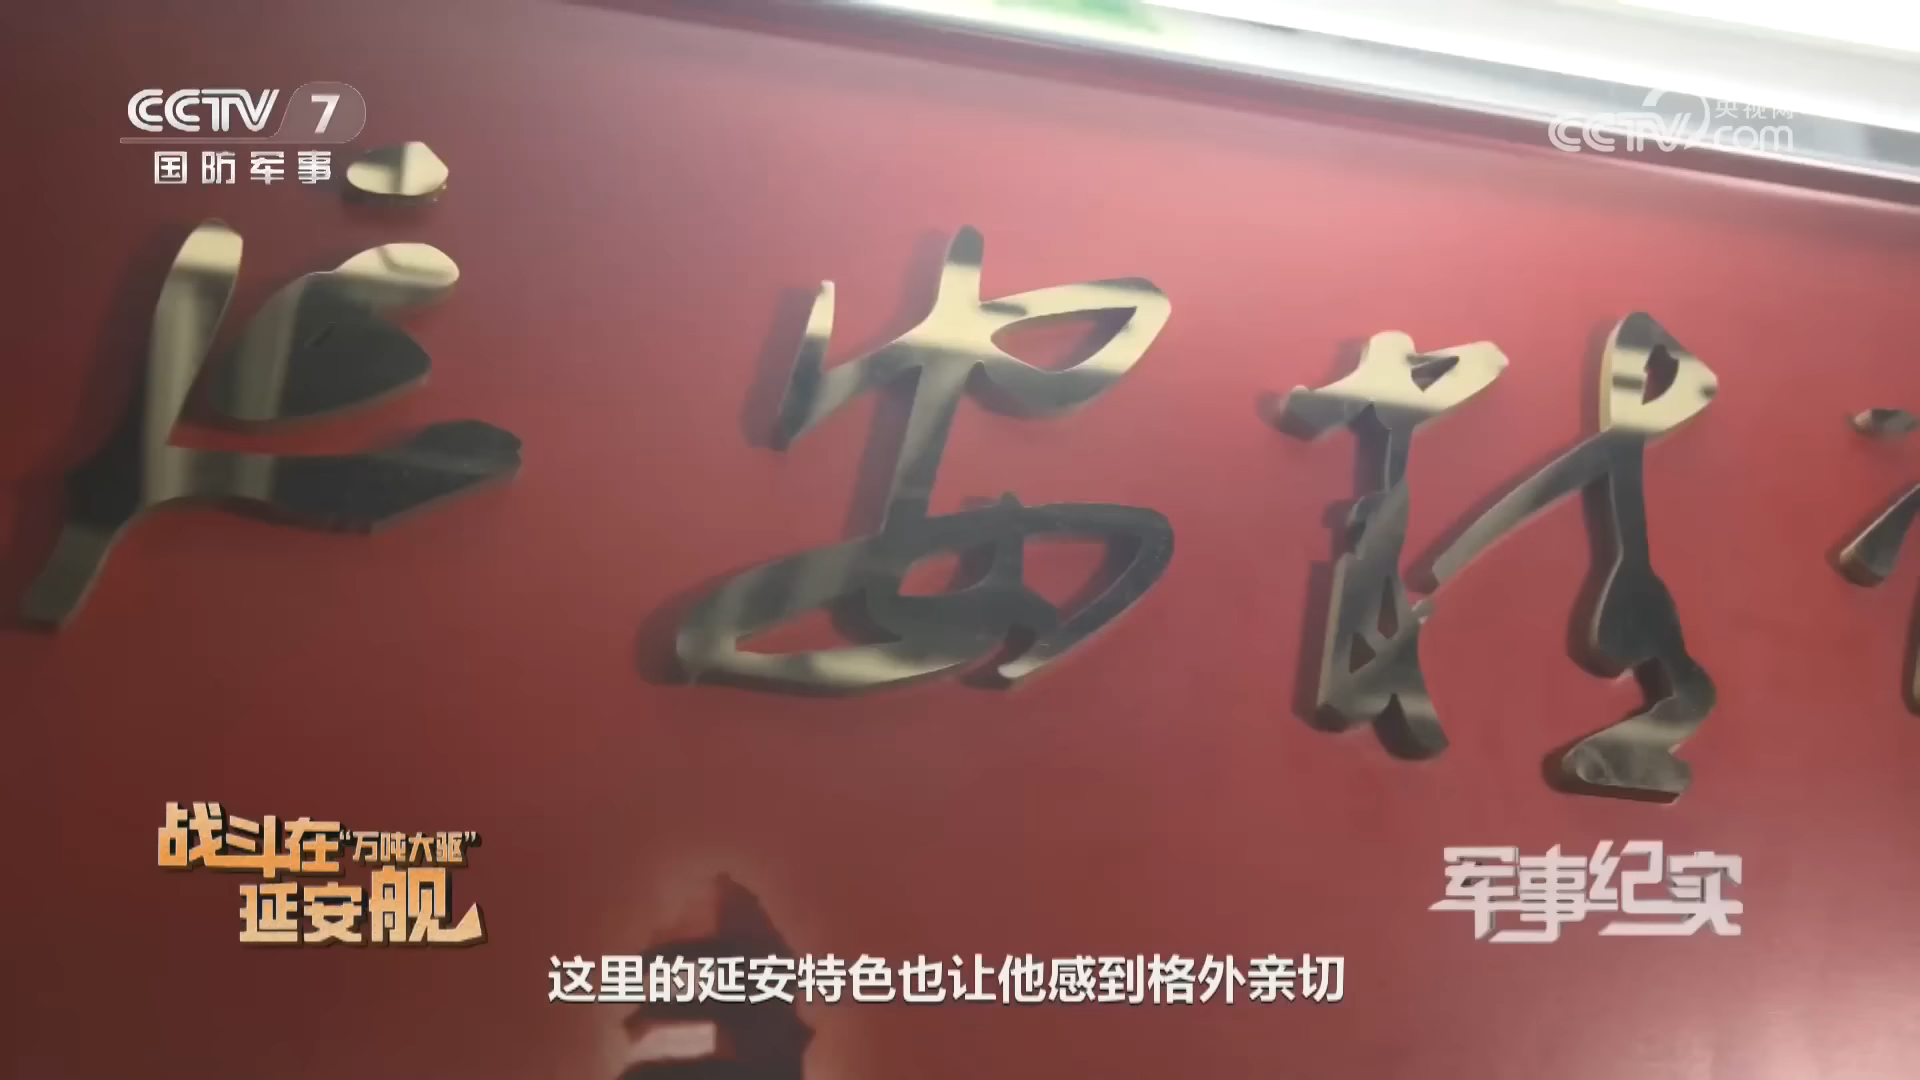 CCTV 7
国防军事
央视网
CCTV.com
安
战斗在“万吨大驱”
延安舰
军事纪实
这里的延安特色也让他感到格外亲切